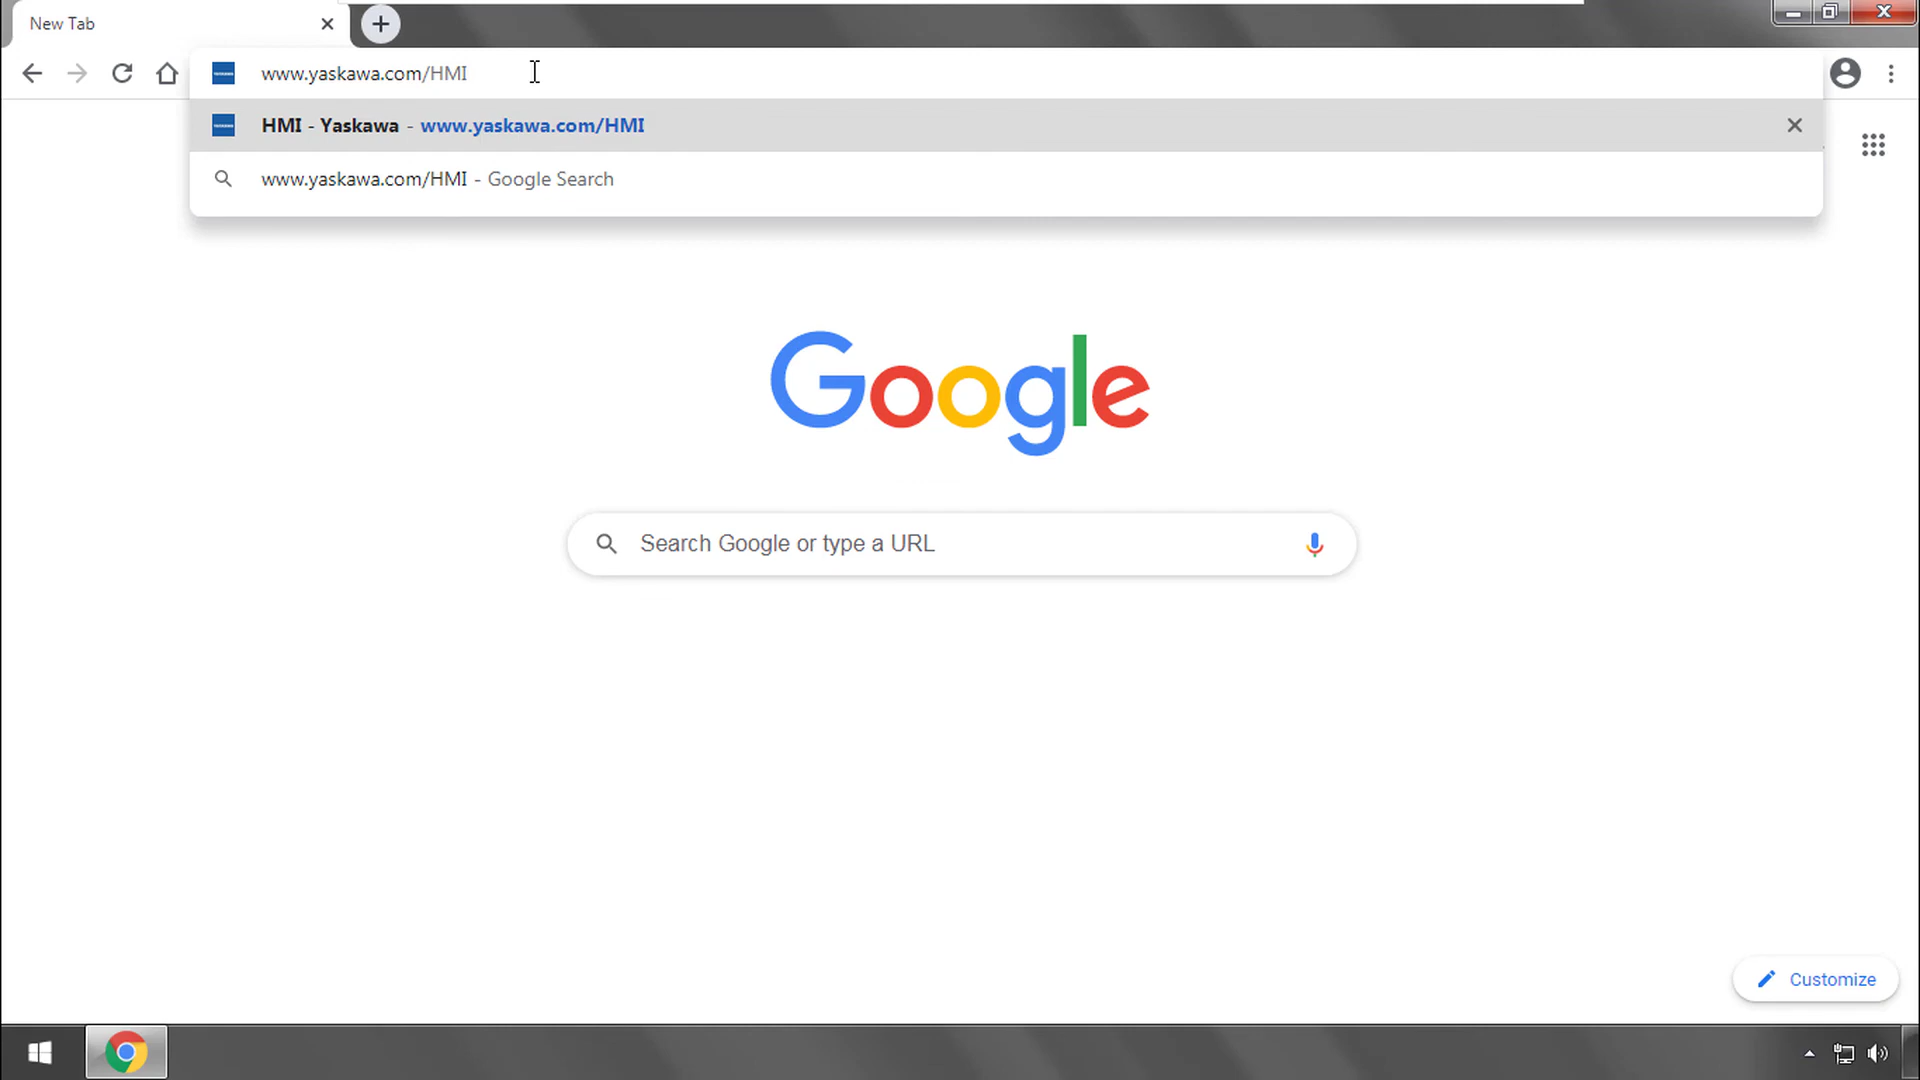 New Tab
www.yaskawa.com/HMI
HMI - Yaskawa - www.yaskawa.com/HMI
www.yaskawa.com/HMI - Google Search
Google
Search Google or type a URL
Customize